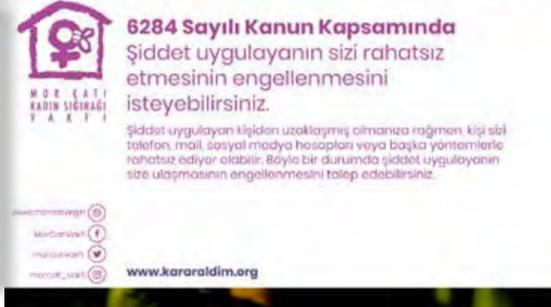 6284 Sayılı Kanun Kapsamında
Şiddet uygulayanın sizi rahatsız
etmesinin engellenmesini
isteyebilirsiniz.
MOR ÇATI
KADIN SIĞINAĞI
VAKFI
Şiddet uygulayan kişiden uzaklaşmış olmanıza rağmen, kişi sizi
telefon, mail, sosyal medya hesapları veya başka yöntemlerle
rahatsız ediyor olabilir. Böyle bir durumda şiddet uygulayanın
size ulaşmasının engellenmesini talep edebilirsiniz.
MorCatiVakfi
morcativakfi
morcati_vakfi
www.kararaldim.org